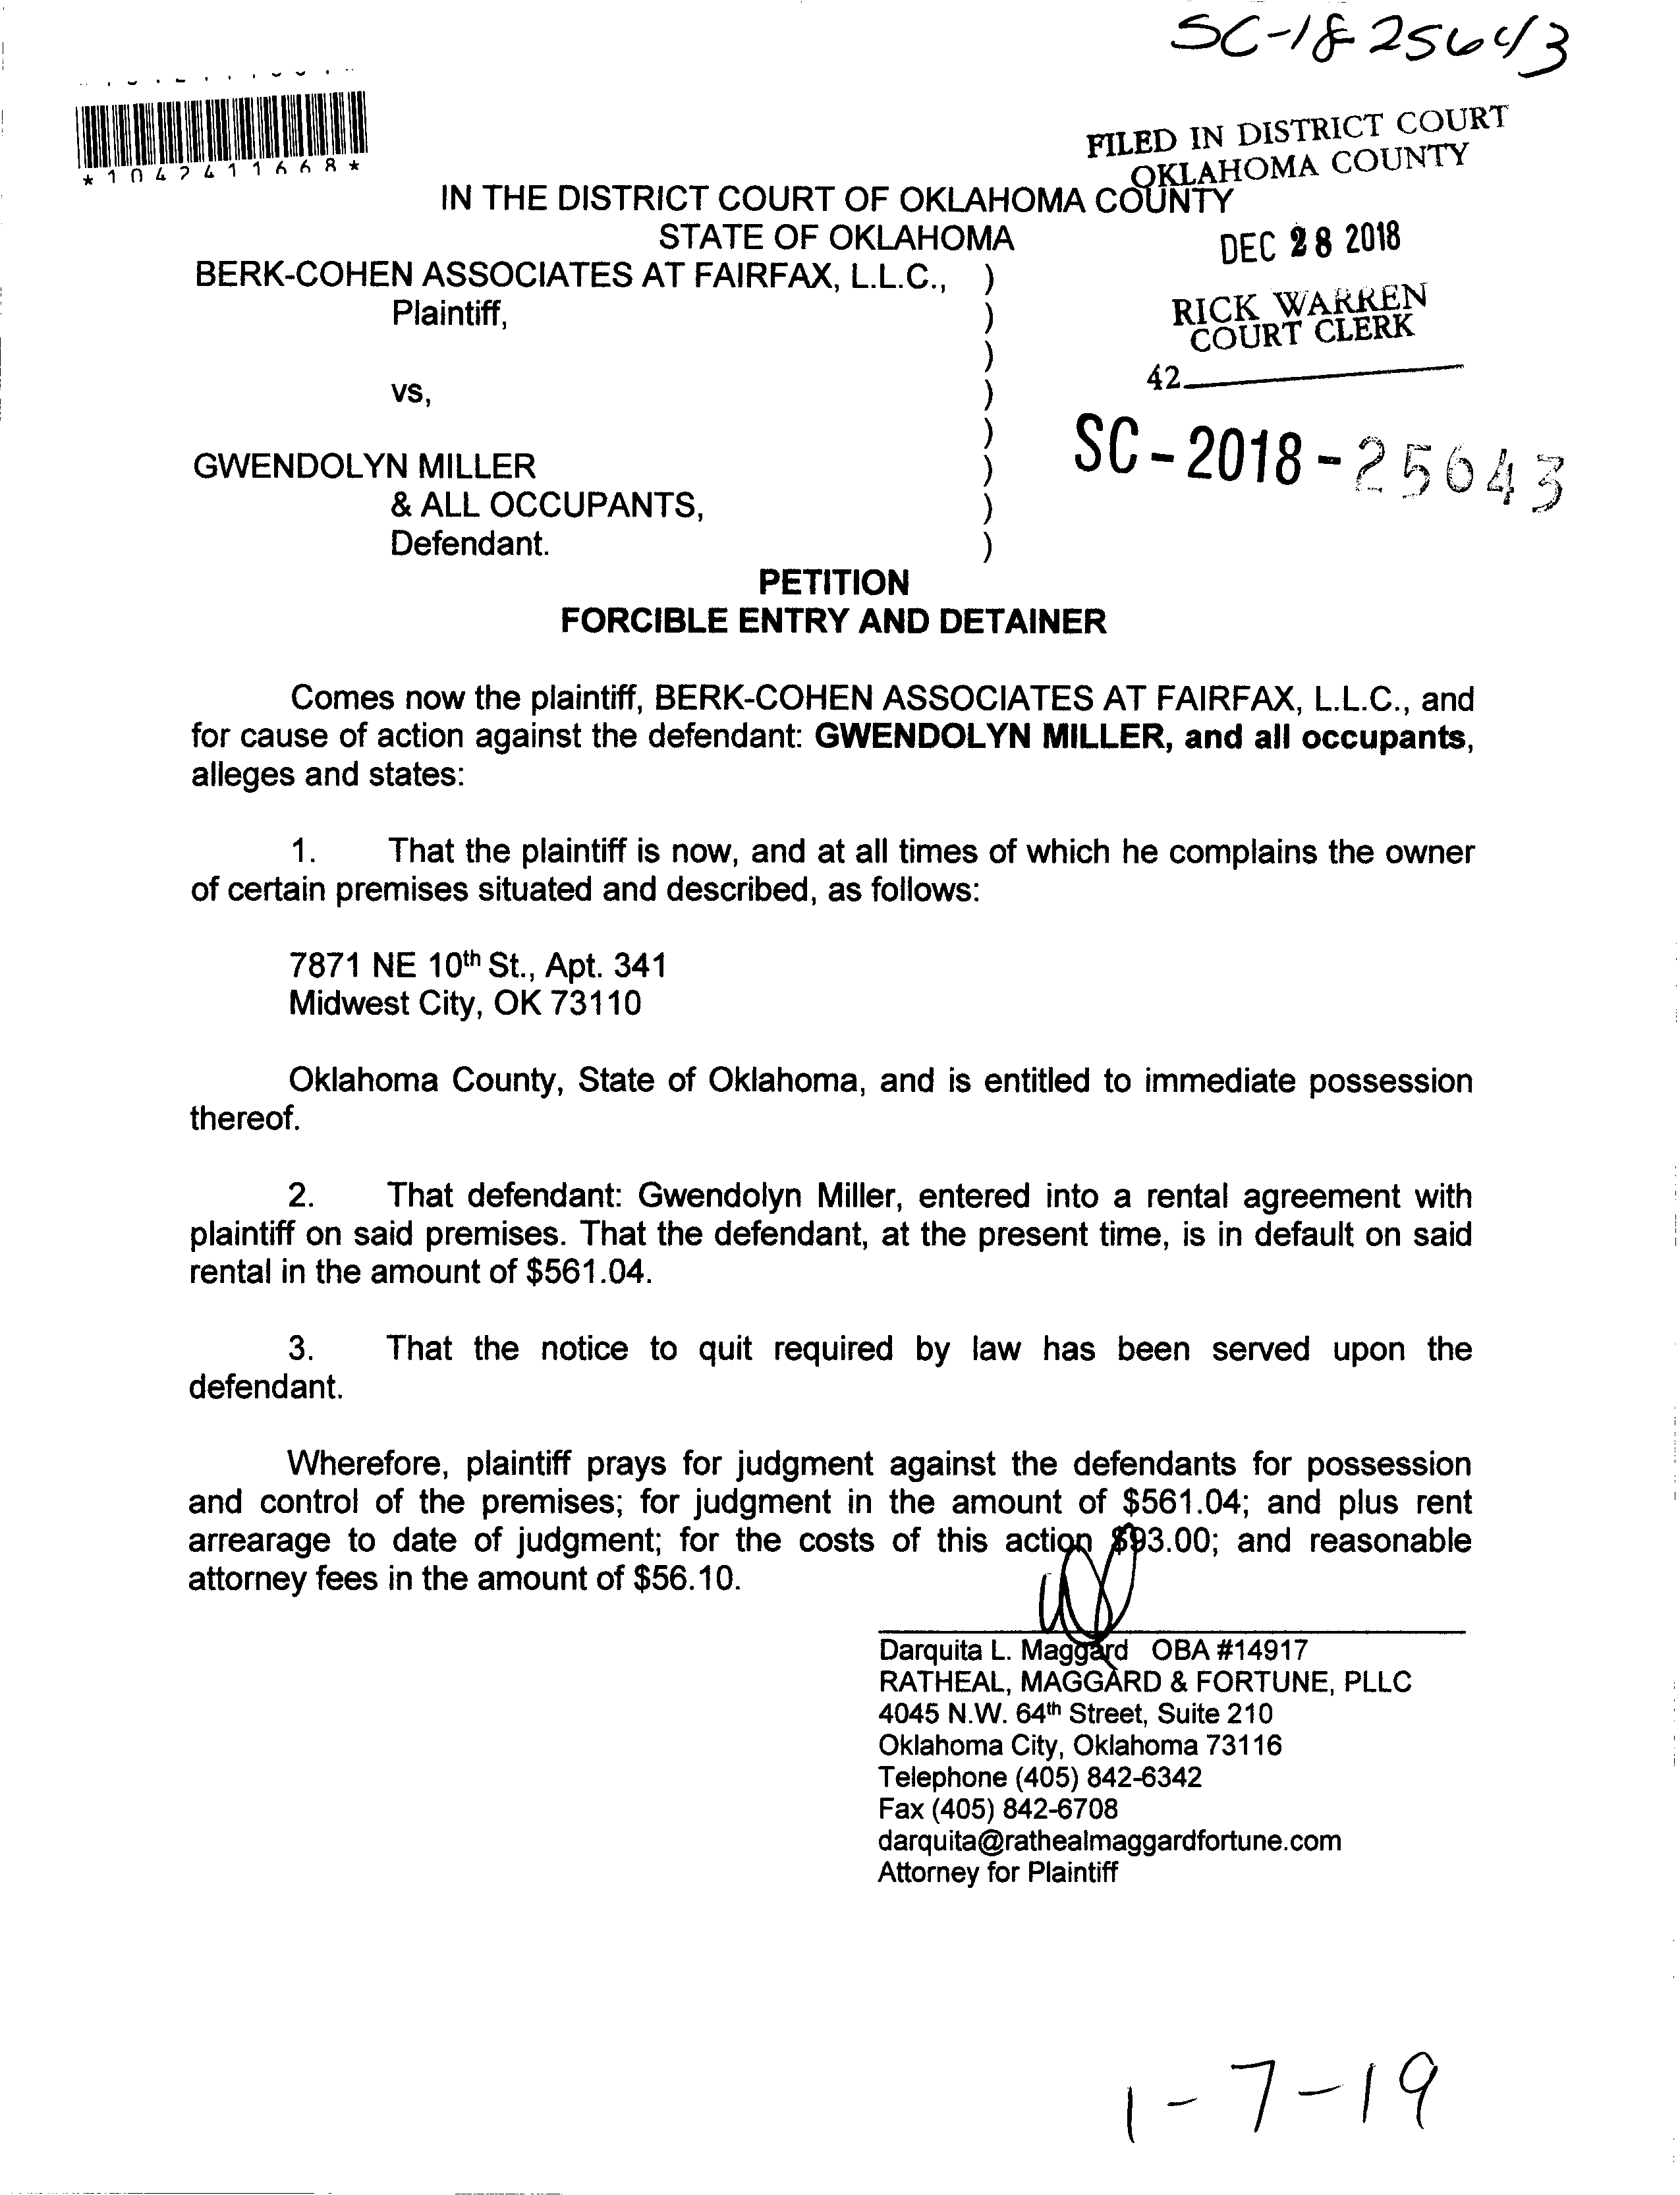 SC-18-25643
*1042411668*
FILED IN DISTRICT COURT
OKLAHOMA COUNTY
IN THE DISTRICT COURT OF OKLAHOMA COUNTY
STATE OF OKLAHOMA
DEC 28 2018
BERK-COHEN ASSOCIATES AT FAIRFAX, L.L.C., )
Plaintiff, )
RICK WARREN
COURT CLERK
)
42
vs, )
)
SC-2018-25643
GWENDOLYN MILLER )
& ALL OCCUPANTS, )
Defendant. )
PETITION
FORCIBLE ENTRY AND DETAINER
Comes now the plaintiff, BERK-COHEN ASSOCIATES AT FAIRFAX, L.L.C., and
for cause of action against the defendant: GWENDOLYN MILLER, and all occupants,
alleges and states:
1. That the plaintiff is now, and at all times of which he complains the owner
of certain premises situated and described, as follows:
7871 NE 10th St., Apt. 341
Midwest City, OK 73110
Oklahoma County, State of Oklahoma, and is entitled to immediate possession
thereof.
2. That defendant: Gwendolyn Miller, entered into a rental agreement with
plaintiff on said premises. That the defendant, at the present time, is in default on said
rental in the amount of $561.04.
3. That the notice to quit required by law has been served upon the
defendant.
Wherefore, plaintiff prays for judgment against the defendants for possession
and control of the premises; for judgment in the amount of $561.04; and plus rent
arrearage to date of judgment; for the costs of this action $93.00; and reasonable
attorney fees in the amount of $56.10.
Darquita L. Maggard OBA #14917
RATHEAL, MAGGARD & FORTUNE, PLLC
4045 N.W. 64th Street, Suite 210
Oklahoma City, Oklahoma 73116
Telephone (405) 842-6342
Fax (405) 842-6708
darquita@rathealmaggardfortune.com
Attorney for Plaintiff
1-7-19